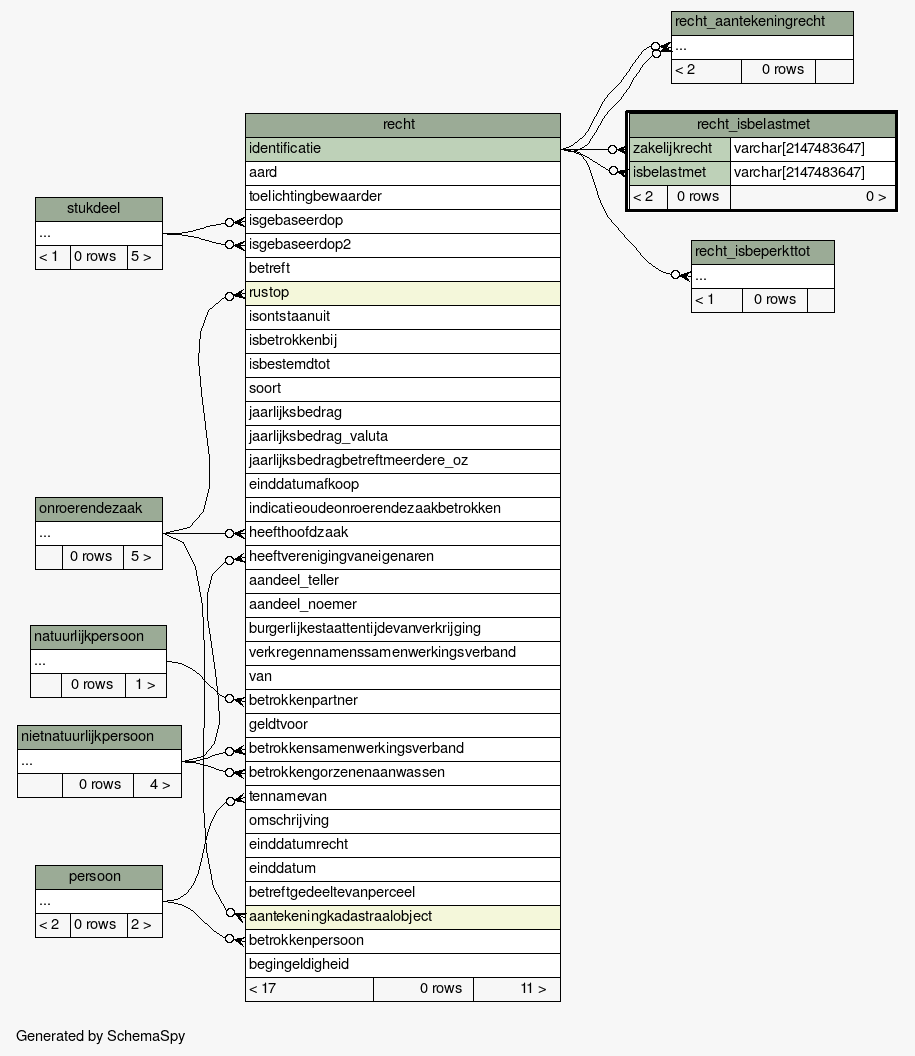 recht_aantekeningrecht
...
< 2 0 rows
recht_isbelastmet
zakelijkrecht varchar[2147483647]
isbelastmet varchar[2147483647]
< 2 0 rows 0 >
recht_isbeperkttot
...
< 1 0 rows
recht
identificatie
aard
toelichtingbewaarder
isgebaseerdop
isgebaseerdop2
betreft
rustop
isontstaanuit
isbetrokkenbij
isbestemdtot
soort
jaarlijksbedrag
jaarlijksbedrag_valuta
jaarlijksbedragbetreftmeerdere_oz
einddatumafkoop
indicatieoudeonroerendezaakbetrokken
heefthoofdzaak
heeftverenigingvaneigenaren
aandeel_teller
aandeel_noemer
burgerlijkestaattentijdevanverkrijging
verkregennamenssamenwerkingsverband
van
betrokkenpartner
geldtvoor
betrokkensamenwerkingsverband
betrokkengorzenenaanwassen
tennamevan
omschrijving
einddatumrecht
einddatum
betreftgedeeltevanperceel
aantekeningkadastraalobject
betrokkenpersoon
begingeldigheid
< 17 0 rows 11 >
stukdeel
...
< 1 0 rows 5 >
onroerendezaak
...
0 rows 5 >
natuurlijkpersoon
...
0 rows 1 >
nietnatuurlijkpersoon
...
0 rows 4 >
persoon
...
< 2 0 rows 2 >
Generated by SchemaSpy